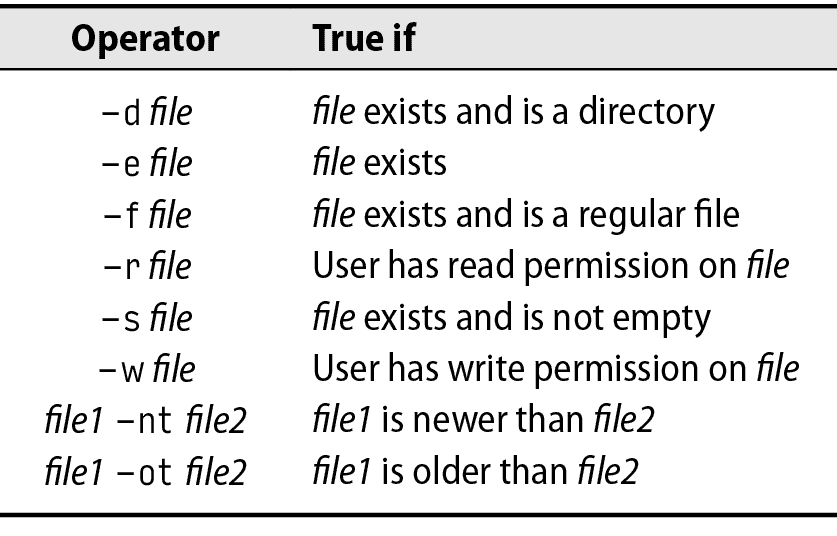 Operator True if
–d file file exists and is a directory
–e file file exists
–f file file exists and is a regular file
–r file User has read permission on file
–s file file exists and is not empty
–w file User has write permission on file
file1 –nt file2 file1 is newer than file2
file1 –ot file2 file1 is older than file2